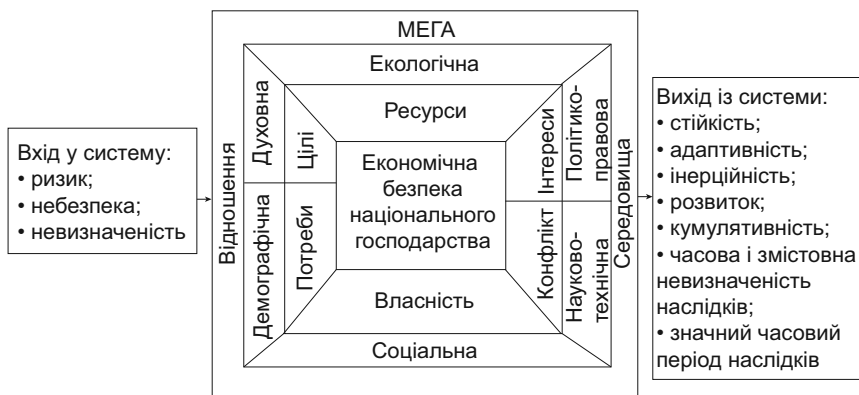 МЕГА
Екологічна
Ресурси
Вхід у систему:
• ризик;
• небезпека;
• невизначеність
Відношення
Духовна
Цілі
Демографічна
Потреби
Економічна
безпека
національного
господарства
Інтереси
Політико-
правова
Конфлікт
Науково-
технічна
Середовища
Власність
Соціальна
Вихід із системи:
• стійкість;
• адаптивність;
• інерційність;
• розвиток;
• кумулятивність;
• часова і змістовна
невизначеність
наслідків;
• значний часовий
період наслідків